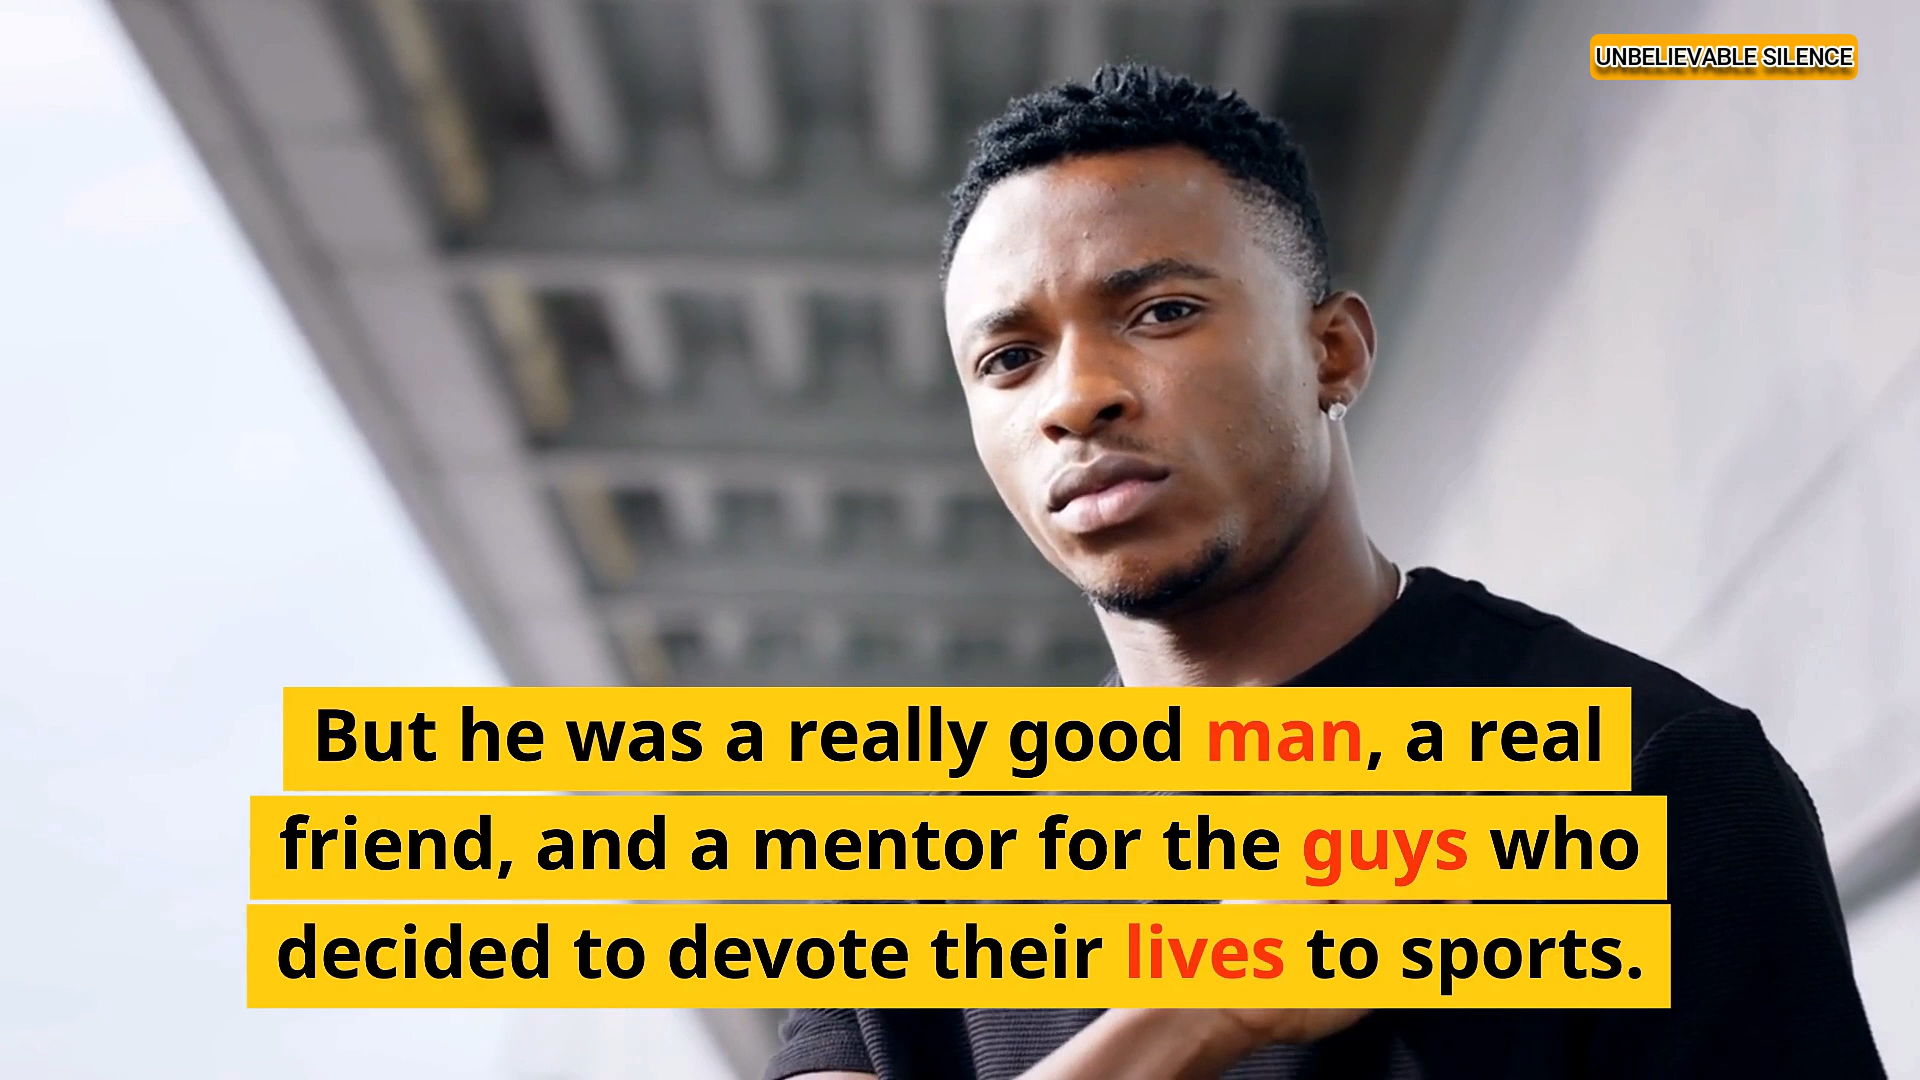 UNBELIEVABLE SILENCE
But he was a really good man, a real
friend, and a mentor for the guys who
decided to devote their lives to sports.